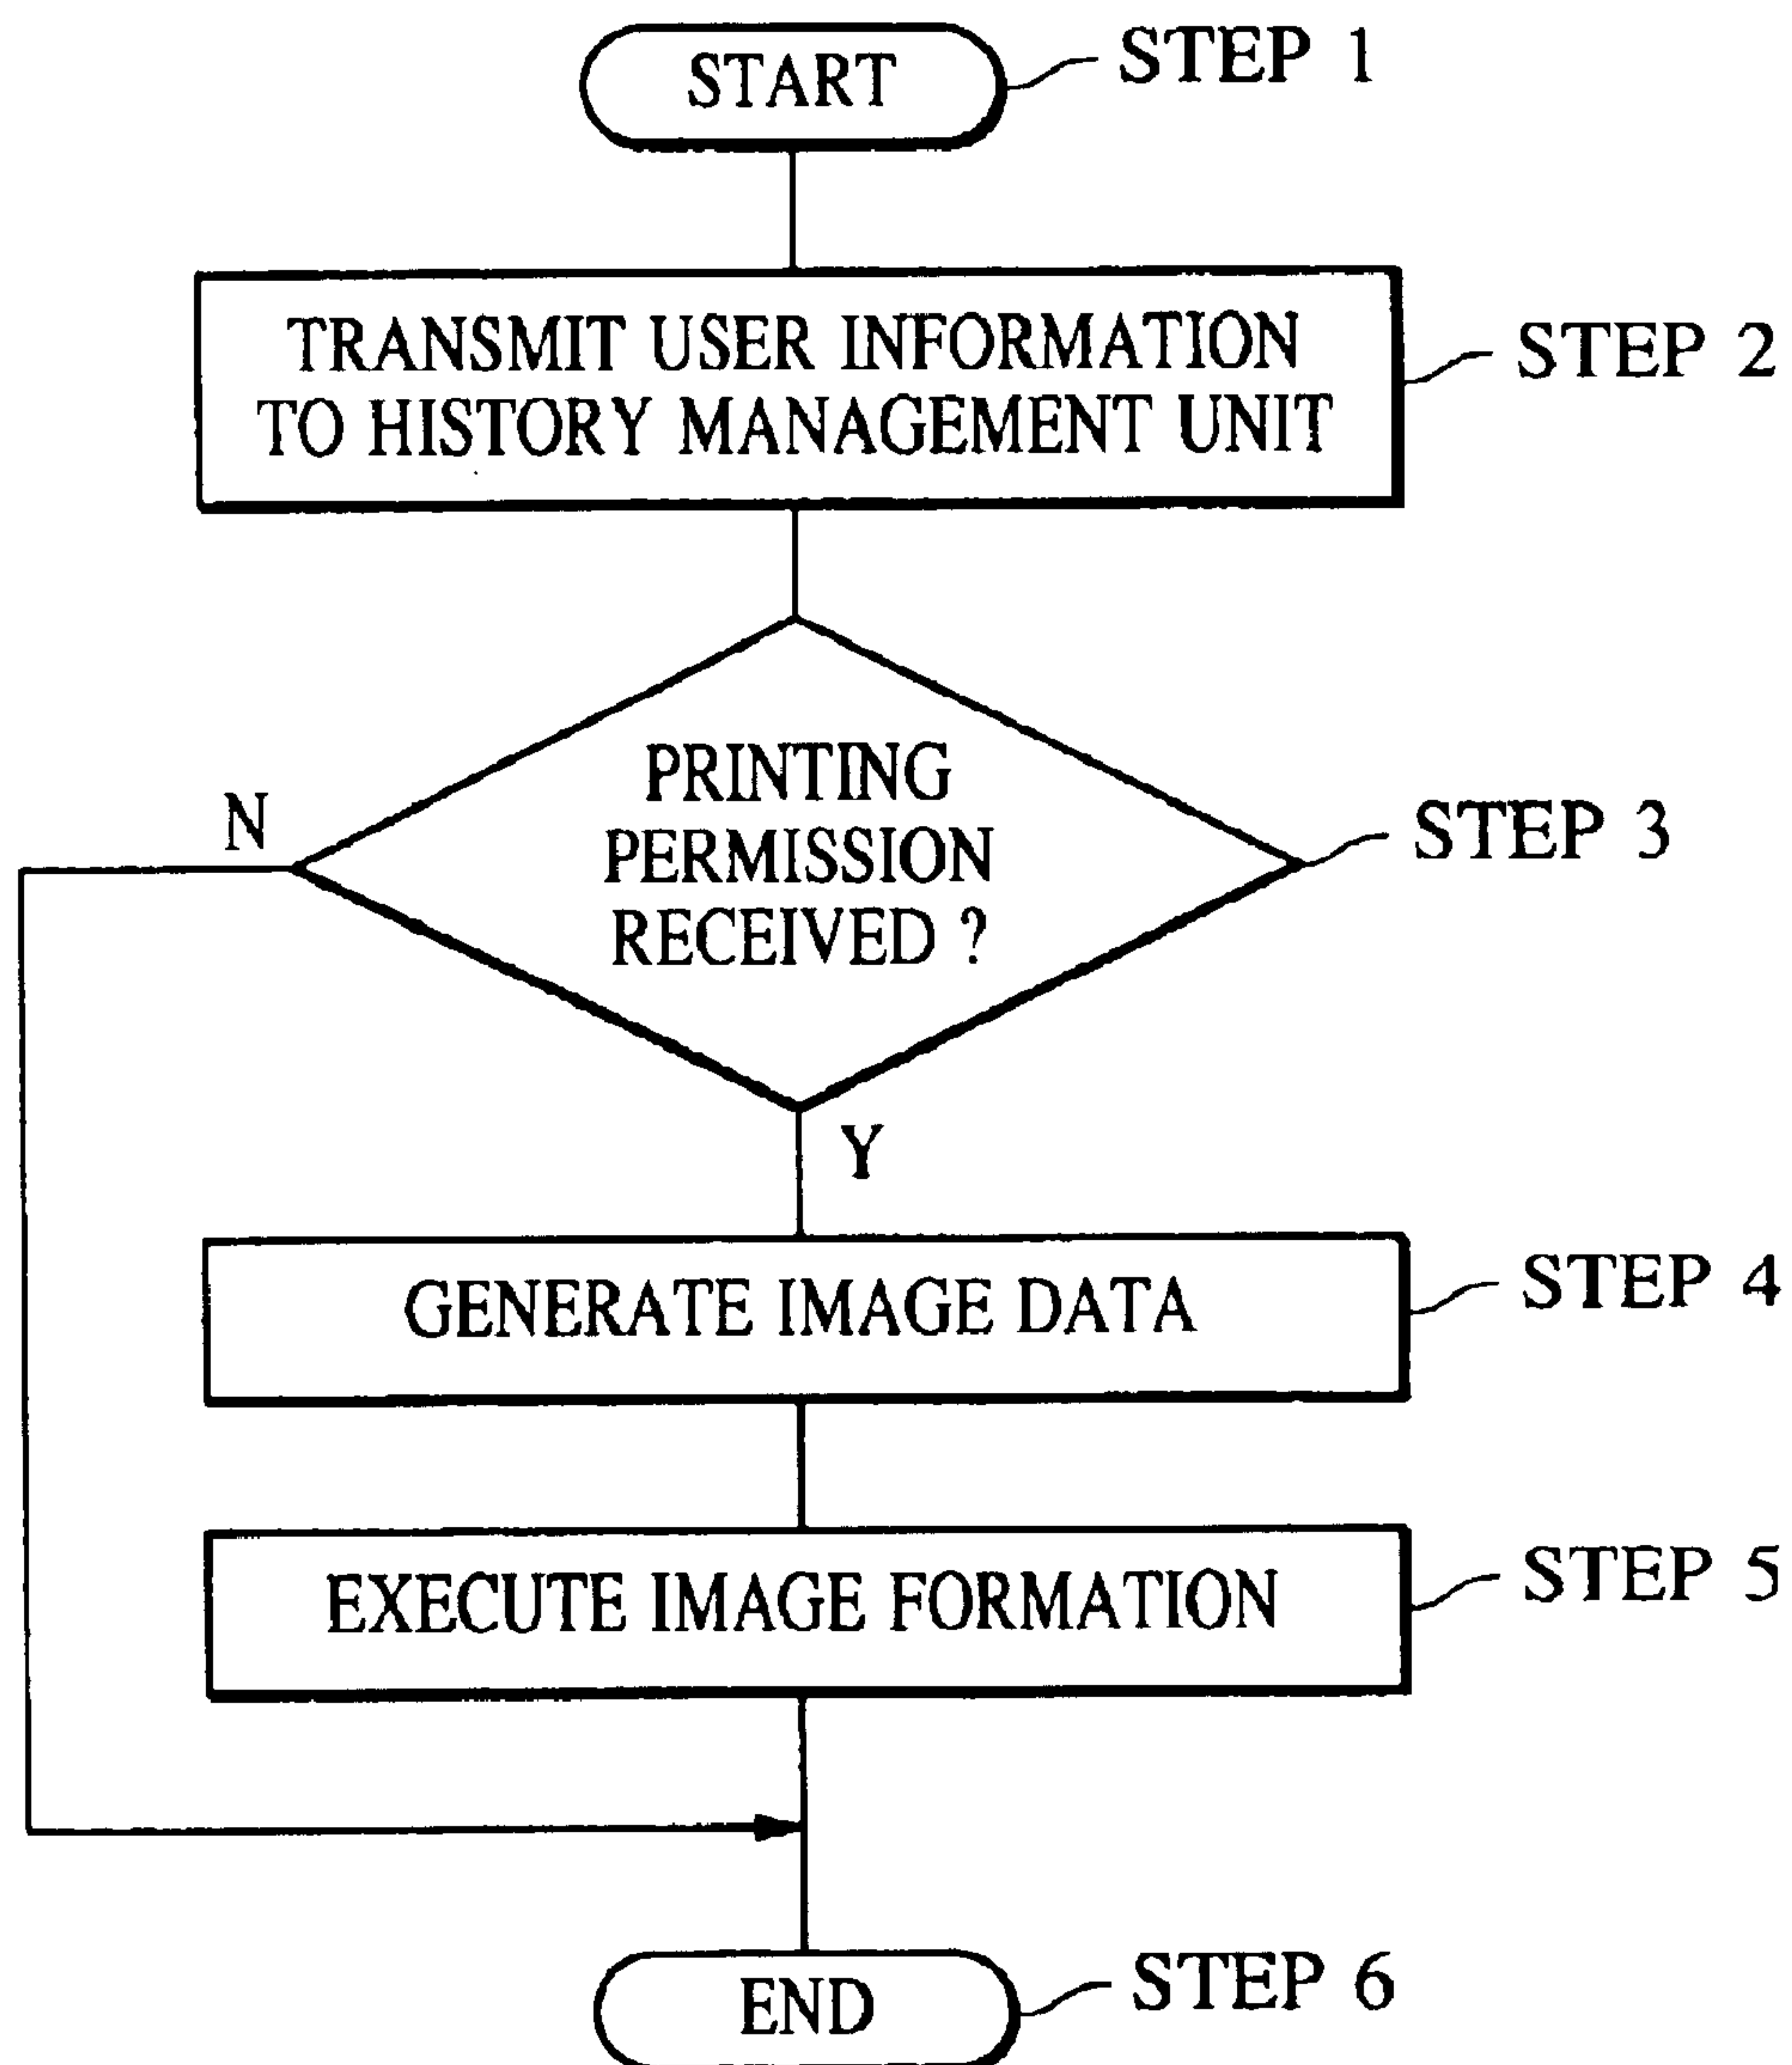 START
STEP 1
TRANSMIT USER INFORMATION
TO HISTORY MANAGEMENT UNIT
STEP 2
PRINTING
PERMISSION
RECEIVED ?
STEP 3
N
Y
GENERATE IMAGE DATA
STEP 4
EXECUTE IMAGE FORMATION
STEP 5
END
STEP 6